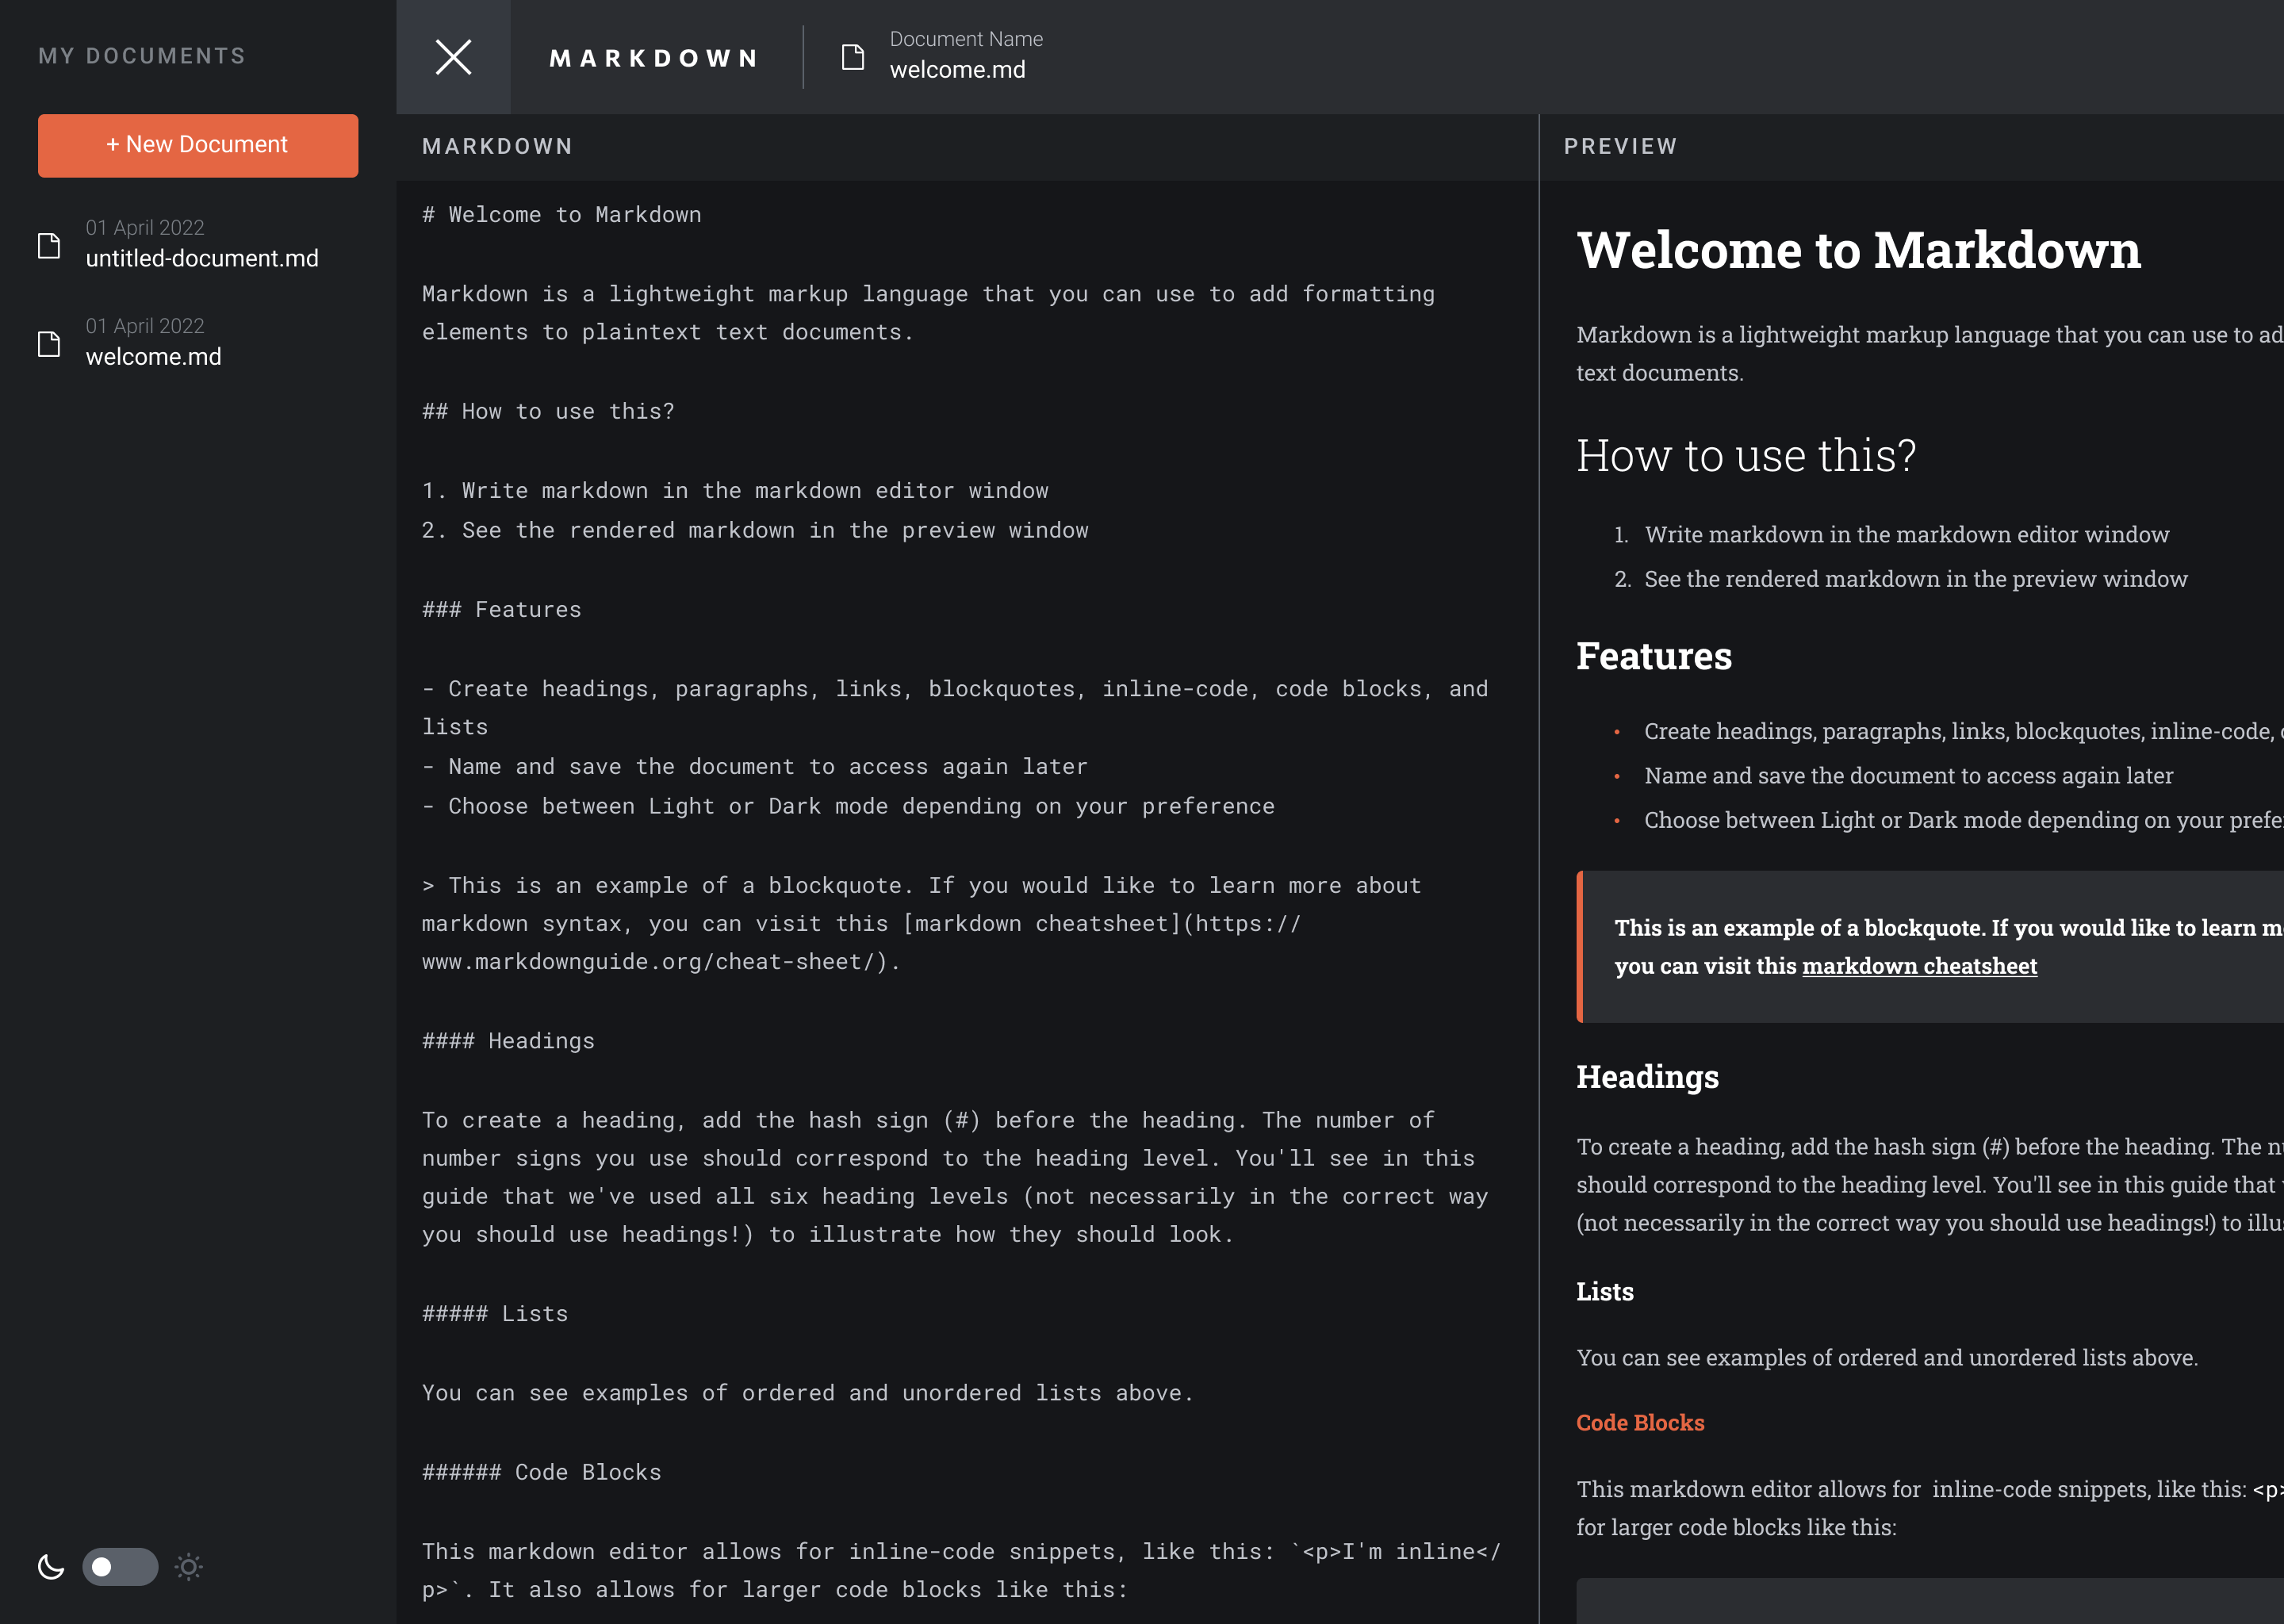 MY DOCUMENTS
+ New Document
01 April 2022
untitled-document.md
01 April 2022
welcome.md
MARKDOWN
Document Name
welcome.md
MARKDOWN
# Welcome to Markdown
Markdown is a lightweight markup language that you can use to add formatting
elements to plaintext text documents.
## How to use this?
1. Write markdown in the markdown editor window
2. See the rendered markdown in the preview window
### Features
- Create headings, paragraphs, links, blockquotes, inline-code, code blocks, and
lists
- Name and save the document to access again later
- Choose between Light or Dark mode depending on your preference
> This is an example of a blockquote. If you would like to learn more about
markdown syntax, you can visit this [markdown cheatsheet](https://
www.markdownguide.org/cheat-sheet/).
#### Headings
To create a heading, add the hash sign (#) before the heading. The number of
number signs you use should correspond to the heading level. You'll see in this
guide that we've used all six heading levels (not necessarily in the correct way
you should use headings!) to illustrate how they should look.
##### Lists
You can see examples of ordered and unordered lists above.
###### Code Blocks
This markdown editor allows for inline-code snippets, like this: `<p>I'm inline</
p>`. It also allows for larger code blocks like this:
PREVIEW
Welcome to Markdown
Markdown is a lightweight markup language that you can use to
text documents.
How to use this?
1. Write markdown in the markdown editor window
2. See the rendered markdown in the preview window
Features
• Create headings, paragraphs, links, blockquotes, inline-code,
• Name and save the document to access again later
• Choose between Light or Dark mode depending on your
This is an example of a blockquote. If you would like to learn
you can visit this markdown cheatsheet
Headings
To create a heading, add the hash sign (#) before the heading. The
should correspond to the heading level. You'll see in this guide that
(not necessarily in the correct way you should use headings!) to
Lists
You can see examples of ordered and unordered lists above.
Code Blocks
This markdown editor allows for inline-code snippets, like this: <p
for larger code blocks like this: